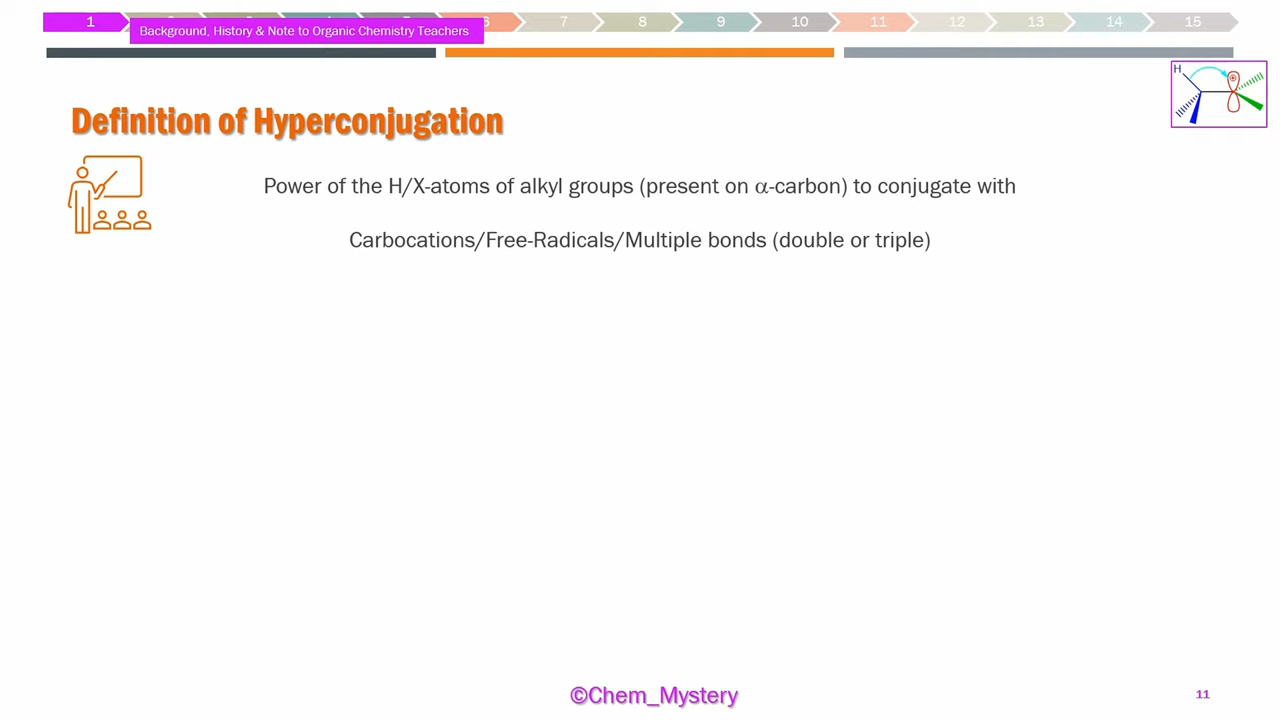 1 6 7 8 9 10 11 12 13 14 15
Background, History & Note to Organic Chemistry Teachers
H
Definition of Hyperconjugation
Power of the H/X-atoms of alkyl groups (present on α-carbon) to conjugate with
Carbocations/Free-Radicals/Multiple bonds (double or triple)
©Chem_Mystery
11